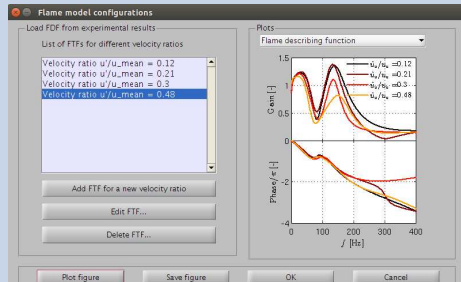 Flame model configurations
Load FDF from experimental results
List of FTFs for different velocity ratios
Velocity ratio u'/u_mean = 0.12
Velocity ratio u'/u_mean = 0.21
Velocity ratio u'/u_mean = 0.3
Velocity ratio u'/u_mean = 0.48
Add FTF for a new velocity ratio
Edit FTF...
Delete FTF...
Plots
Flame describing function
Gain [-]
1.5
1
0.5
0
=0.12
=0.21
=0.3
=0.48
Phase/π [-]
0
-2
-4
0 100 200 300 400
f [Hz]
Plot figure
Save figure
OK
Cancel